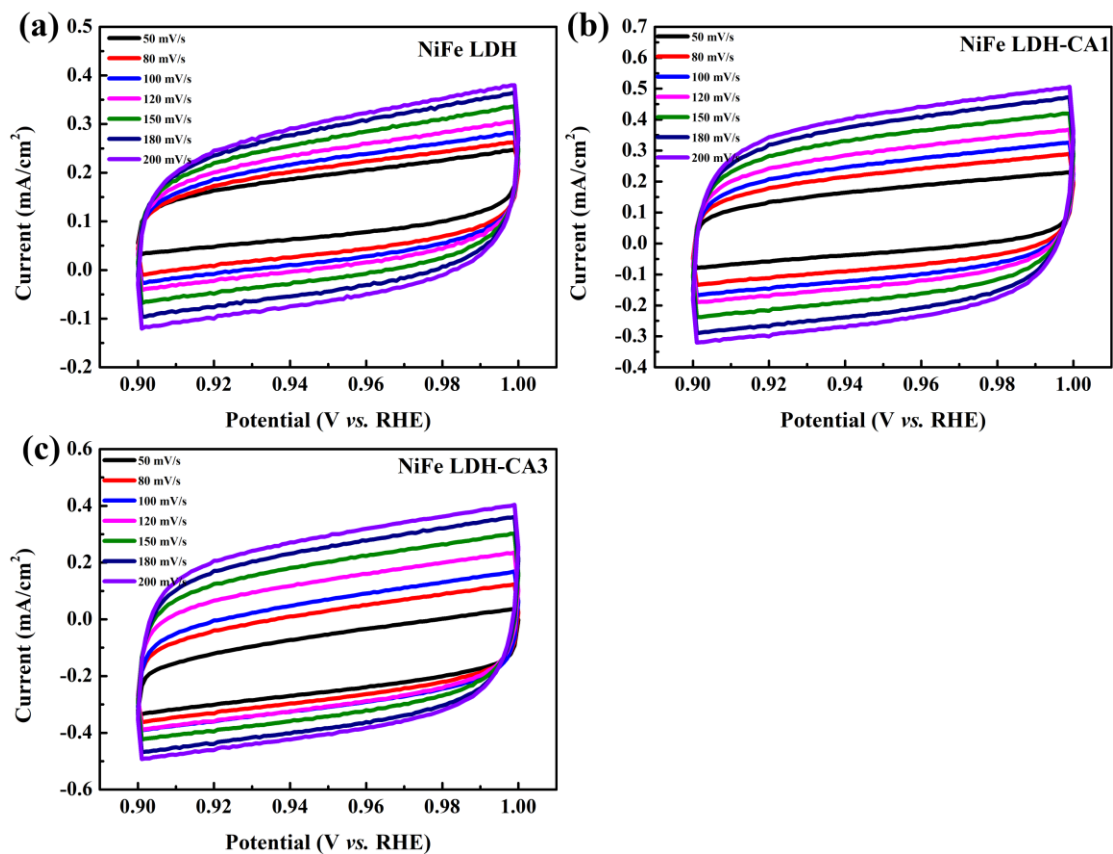 (a)
NiFe LDH
50 mV/s
80 mV/s
100 mV/s
120 mV/s
150 mV/s
180 mV/s
200 mV/s
0.5
0.4
0.3
0.2
0.1
0.0
-0.1
-0.2
Current (mA/cm²)
0.90 0.92 0.94 0.96 0.98 1.00
Potential (V vs. RHE)
(b)
NiFe LDH-CA1
50 mV/s
80 mV/s
100 mV/s
120 mV/s
150 mV/s
180 mV/s
200 mV/s
0.7
0.6
0.5
0.4
0.3
0.2
0.1
0.0
-0.1
-0.2
-0.3
-0.4
Current (mA/cm²)
0.90 0.92 0.94 0.96 0.98 1.00
Potential (V vs. RHE)
(c)
NiFe LDH-CA3
50 mV/s
80 mV/s
100 mV/s
120 mV/s
150 mV/s
180 mV/s
200 mV/s
0.6
0.4
0.2
0.0
-0.2
-0.4
-0.6
Current (mA/cm²)
0.90 0.92 0.94 0.96 0.98 1.00
Potential (V vs. RHE)